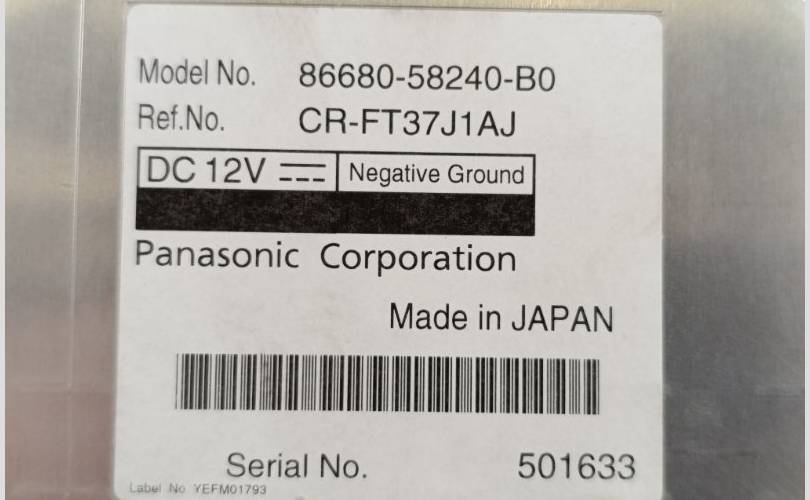 Model No. 86680-58240-B0
Ref.No. CR-FT37J1AJ
DC 12V Negative Ground
Panasonic Corporation
Made in JAPAN
Serial No. 501633
Label No YEFM01793